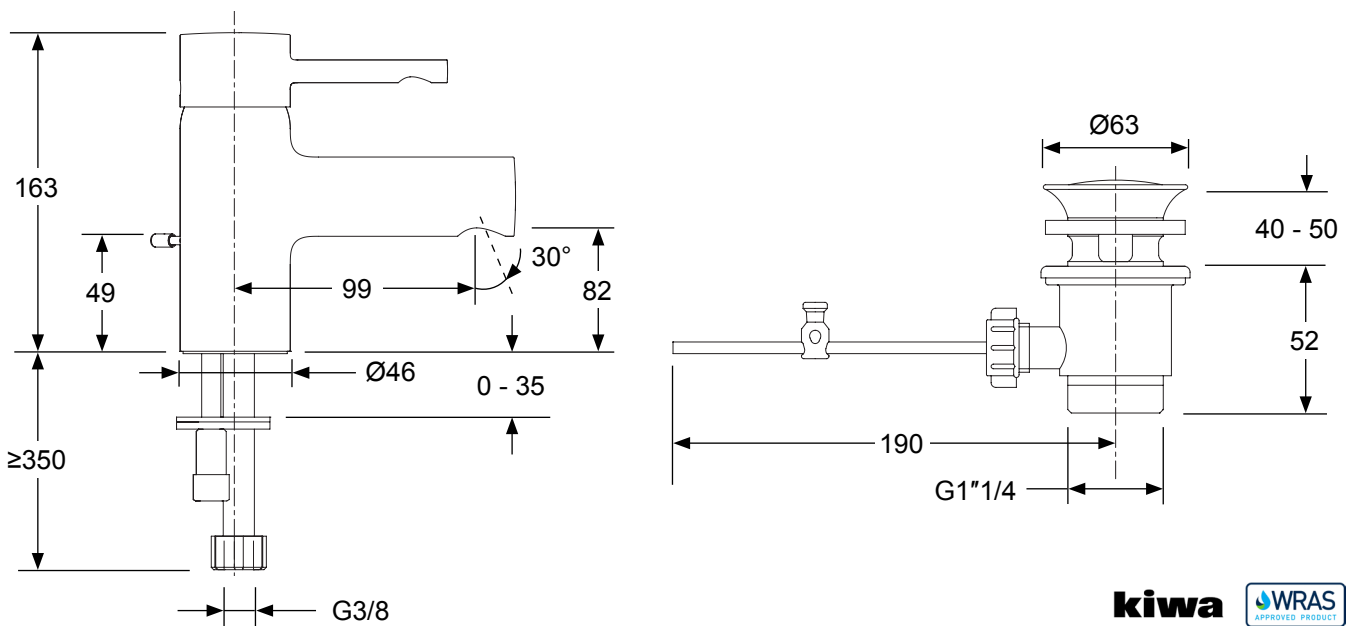 163
49
99
30°
82
Ø46
0 - 35
≥350
G3/8
Ø63
40 - 50
52
190
G1"1/4
kiwa
WRAS
APPROVED PRODUCT